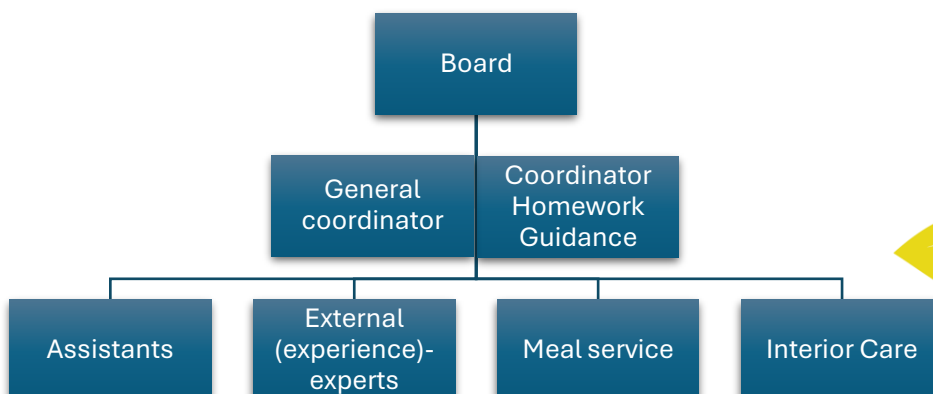 Board
General
coordinator
Coordinator
Homework
Guidance
Assistants
External
(experience)-
experts
Meal service
Interior Care